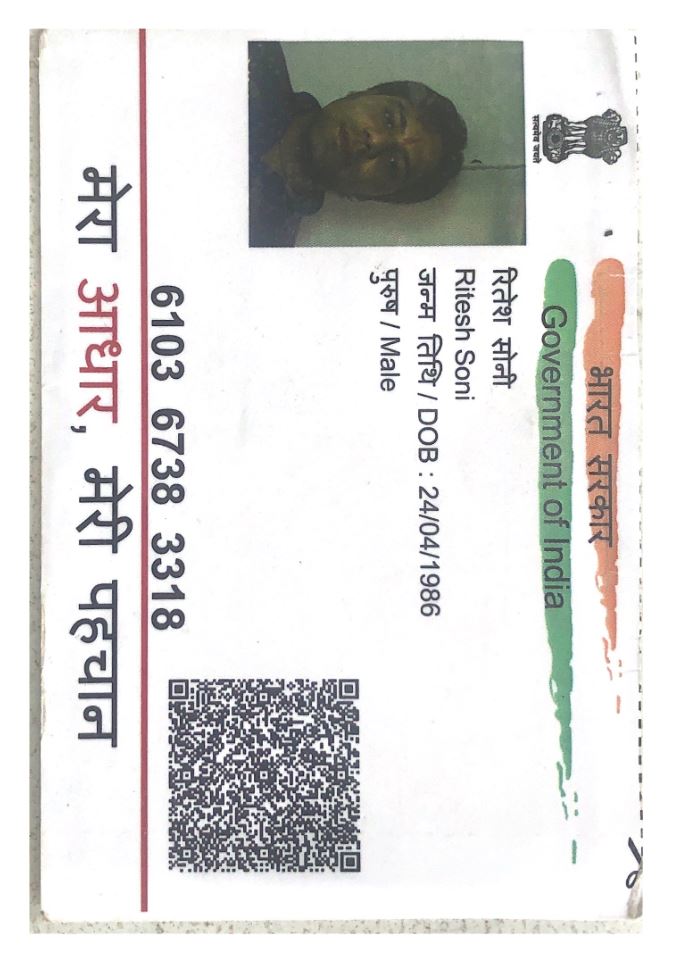 भारत सरकार
Government of India
सत्यमेव जयते
रितेश सोनी
Ritesh Soni
जन्म तिथि / DOB : 24/04/1986
पुरुष / Male
6103 6738 3318
मेरा आधार, मेरी पहचान